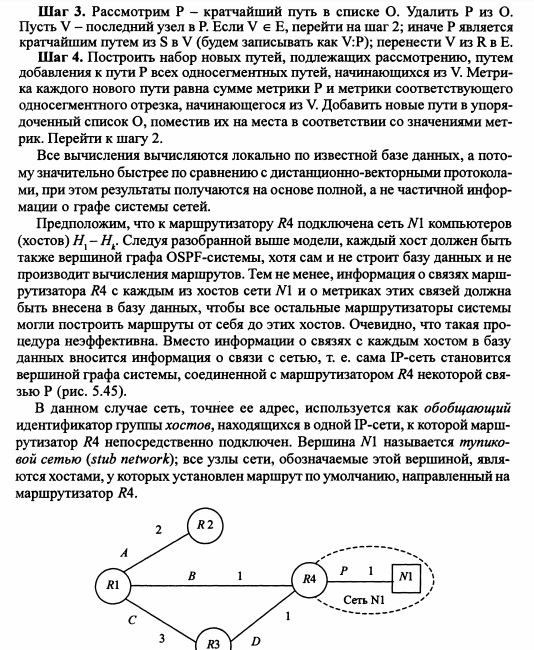 Шаг 3. Рассмотрим P – кратчайший путь в списке O. Удалить P из O.
Пусть V – последний узел в P. Если V ∈ E, перейти на шаг 2; иначе P является
кратчайшим путем из S в V (будем записывать как V:P); перенести V из R в E.
Шаг 4. Построить набор новых путей, подлежащих рассмотрению, путем
добавления к пути P всех односегментных путей, начинающихся из V. Метри-
ка каждого нового пути равна сумме метрики P и метрики соответствующего
односегментного отрезка, начинающегося из V. Добавить новые пути в упоря-
доченный список O, поместив их на места в соответствии со значениями мет-
рик. Перейти к шагу 2.
Все вычисления вычисляются локально по известной базе данных, а пото-
му значительно быстрее по сравнению с дистанционно-векторными протокола-
ми, при этом результаты получаются на основе полной, а не частичной инфор-
мации о графе системы сетей.
Предположим, что к маршрутизатору R4 подключена сеть N1 компьютеров
(хостов) H₁ – Hₖ. Следуя разобранной выше модели, каждый хост должен быть
также вершиной графа OSPF-системы, хотя сам и не строит базу данных и не
производит вычисления маршрутов. Тем не менее, информация о связях марш-
рутизатора R4 с каждым из хостов сети N1 и о метриках этих связей должна
быть внесена в базу данных, чтобы все остальные маршрутизаторы системы
могли построить маршруты от себя до этих хостов. Очевидно, что такая про-
цедура неэффективна. Вместо информации о связях с каждым хостом в базу
данных вносится информация о связи с сетью, т. е. сама IP-сеть становится
вершиной графа системы, соединенной с маршрутизатором R4 некоторой свя-
зью P (рис. 5.45).
В данном случае сеть, точнее ее адрес, используется как обобщающий
идентификатор группы хостов, находящихся в одной IP-сети, к которой марш-
рутизатор R4 непосредственно подключен. Вершина N1 называется тупико-
вой сетью (stub network); все узлы сети, обозначаемые этой вершиной, явля-
ются хостами, у которых установлен маршрут по умолчанию, направленный на
маршрутизатор R4.
2
R2
A
B
1
P
1
R1
R4
N1
Сеть N1
C
1
3
R3
D